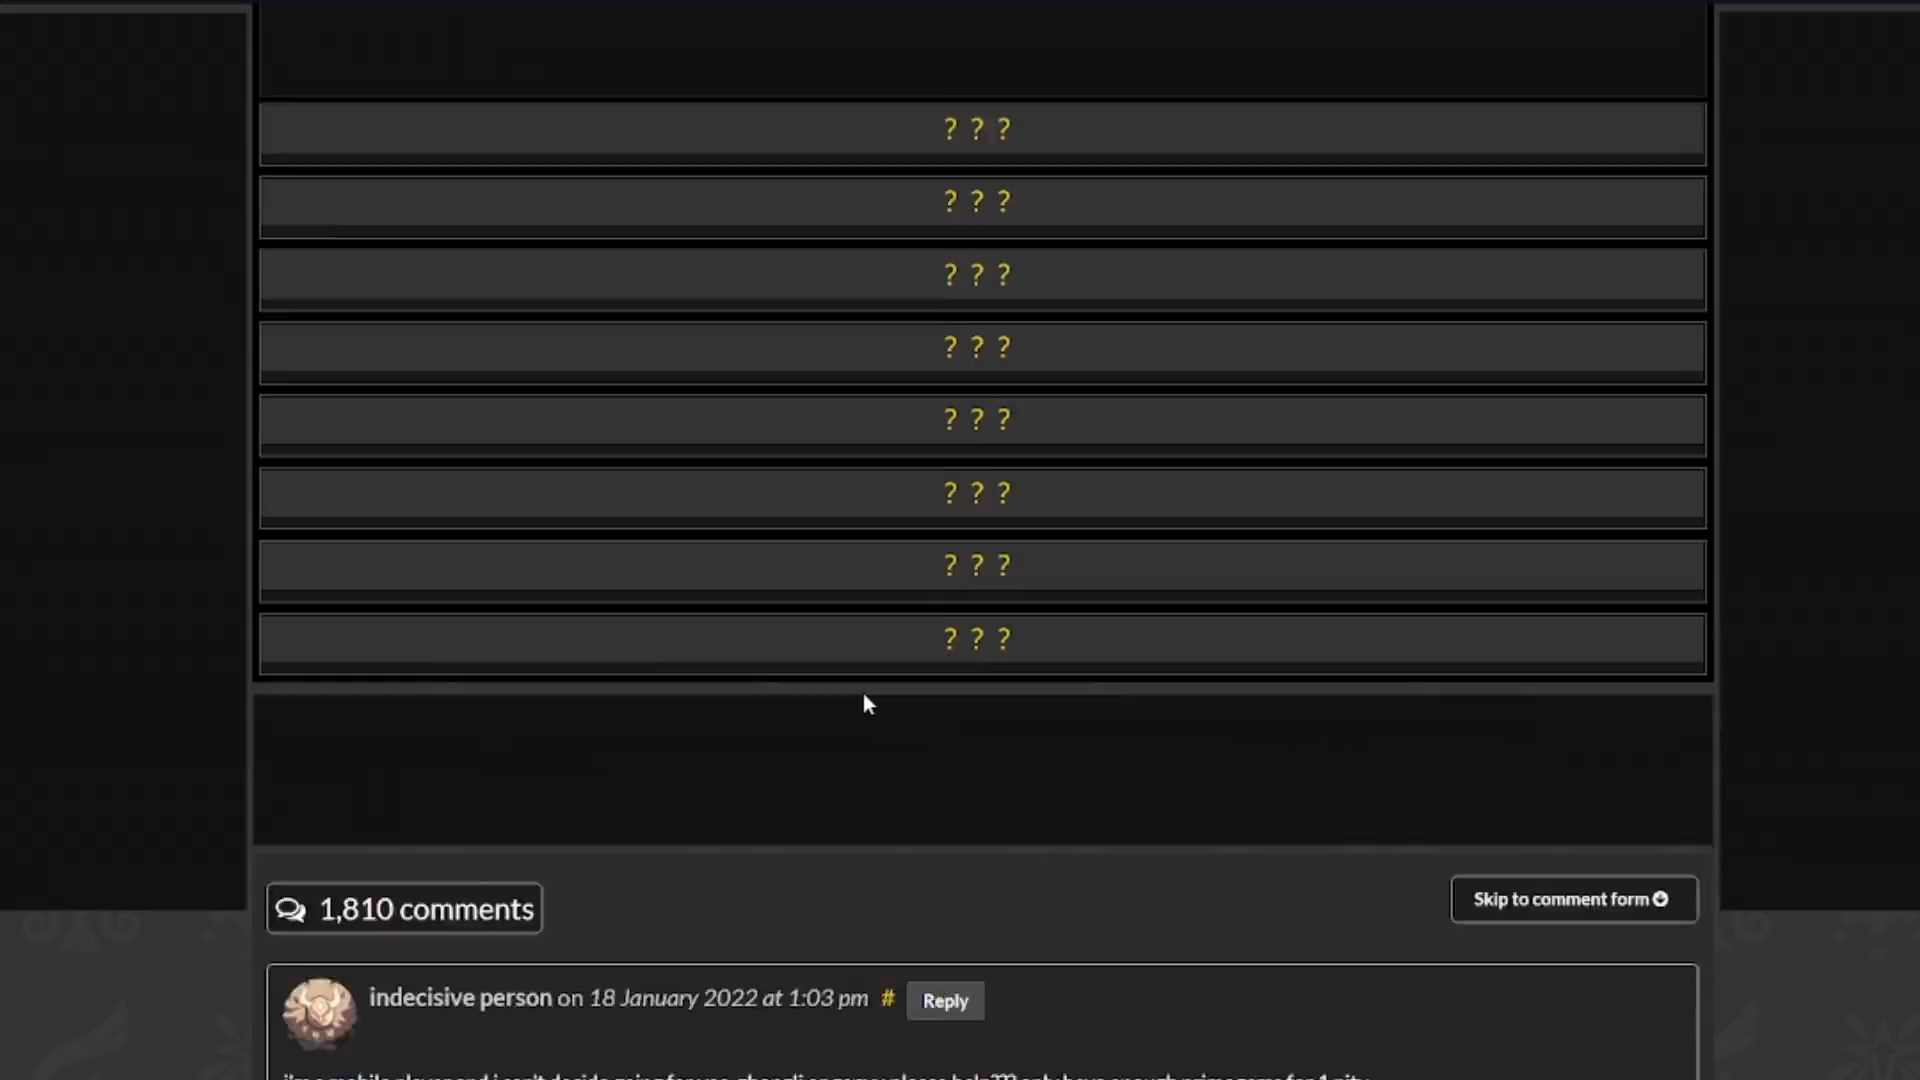 ? ? ?
? ? ?
? ? ?
? ? ?
? ? ?
? ? ?
? ? ?
? ? ?
1,810 comments
Skip to comment form
indecisive person on 18 January 2022 at 1:03 pm # Reply